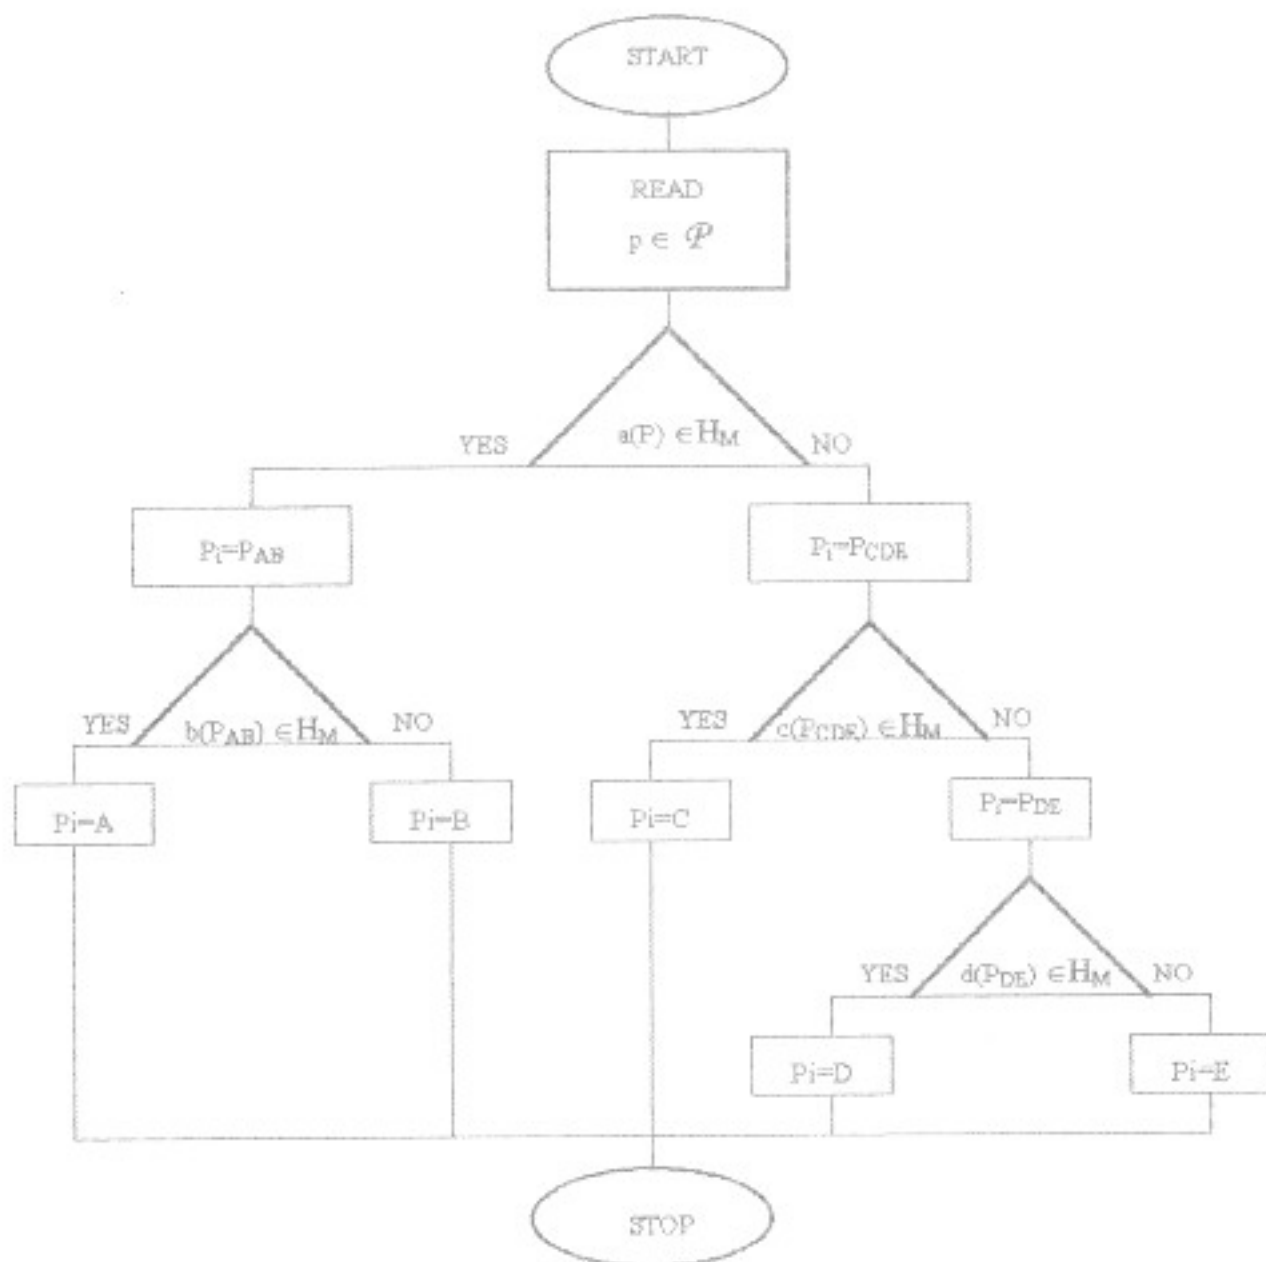 START
READ
p ∈ 𝒫
YES a(P) ∈ H_M NO
P_i=P_AB
P_i=P_CDE
YES b(P_AB) ∈ H_M NO
YES c(P_CDE) ∈ H_M NO
Pi=A
Pi=B
Pi=C
P_i=P_DE
YES d(P_DE) ∈ H_M NO
Pi=D
Pi=E
STOP